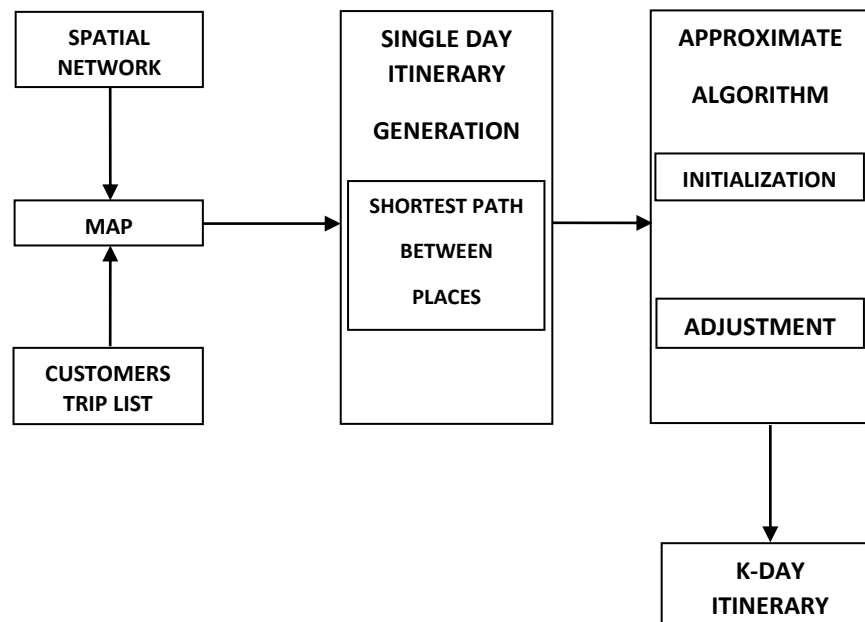 SPATIAL
NETWORK
MAP
CUSTOMERS
TRIP LIST
SINGLE DAY
ITINERARY
GENERATION
SHORTEST PATH
BETWEEN
PLACES
APPROXIMATE
ALGORITHM
INITIALIZATION
ADJUSTMENT
K-DAY
ITINERARY